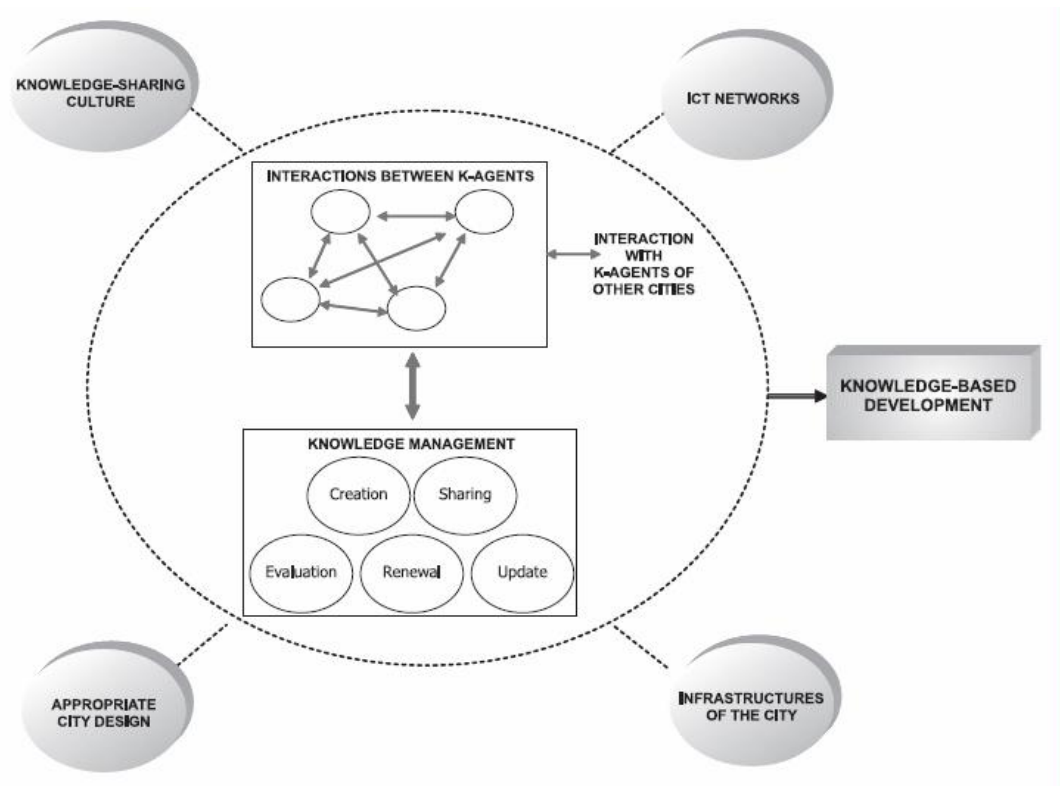 KNOWLEDGE-SHARING
CULTURE
ICT NETWORKS
INTERACTIONS BETWEEN K-AGENTS
INTERACTION
WITH
K-AGENTS OF
OTHER CITIES
KNOWLEDGE-BASED
DEVELOPMENT
KNOWLEDGE MANAGEMENT
Creation
Sharing
Evaluation
Renewal
Update
APPROPRIATE
CITY DESIGN
INFRASTRUCTURES
OF THE CITY